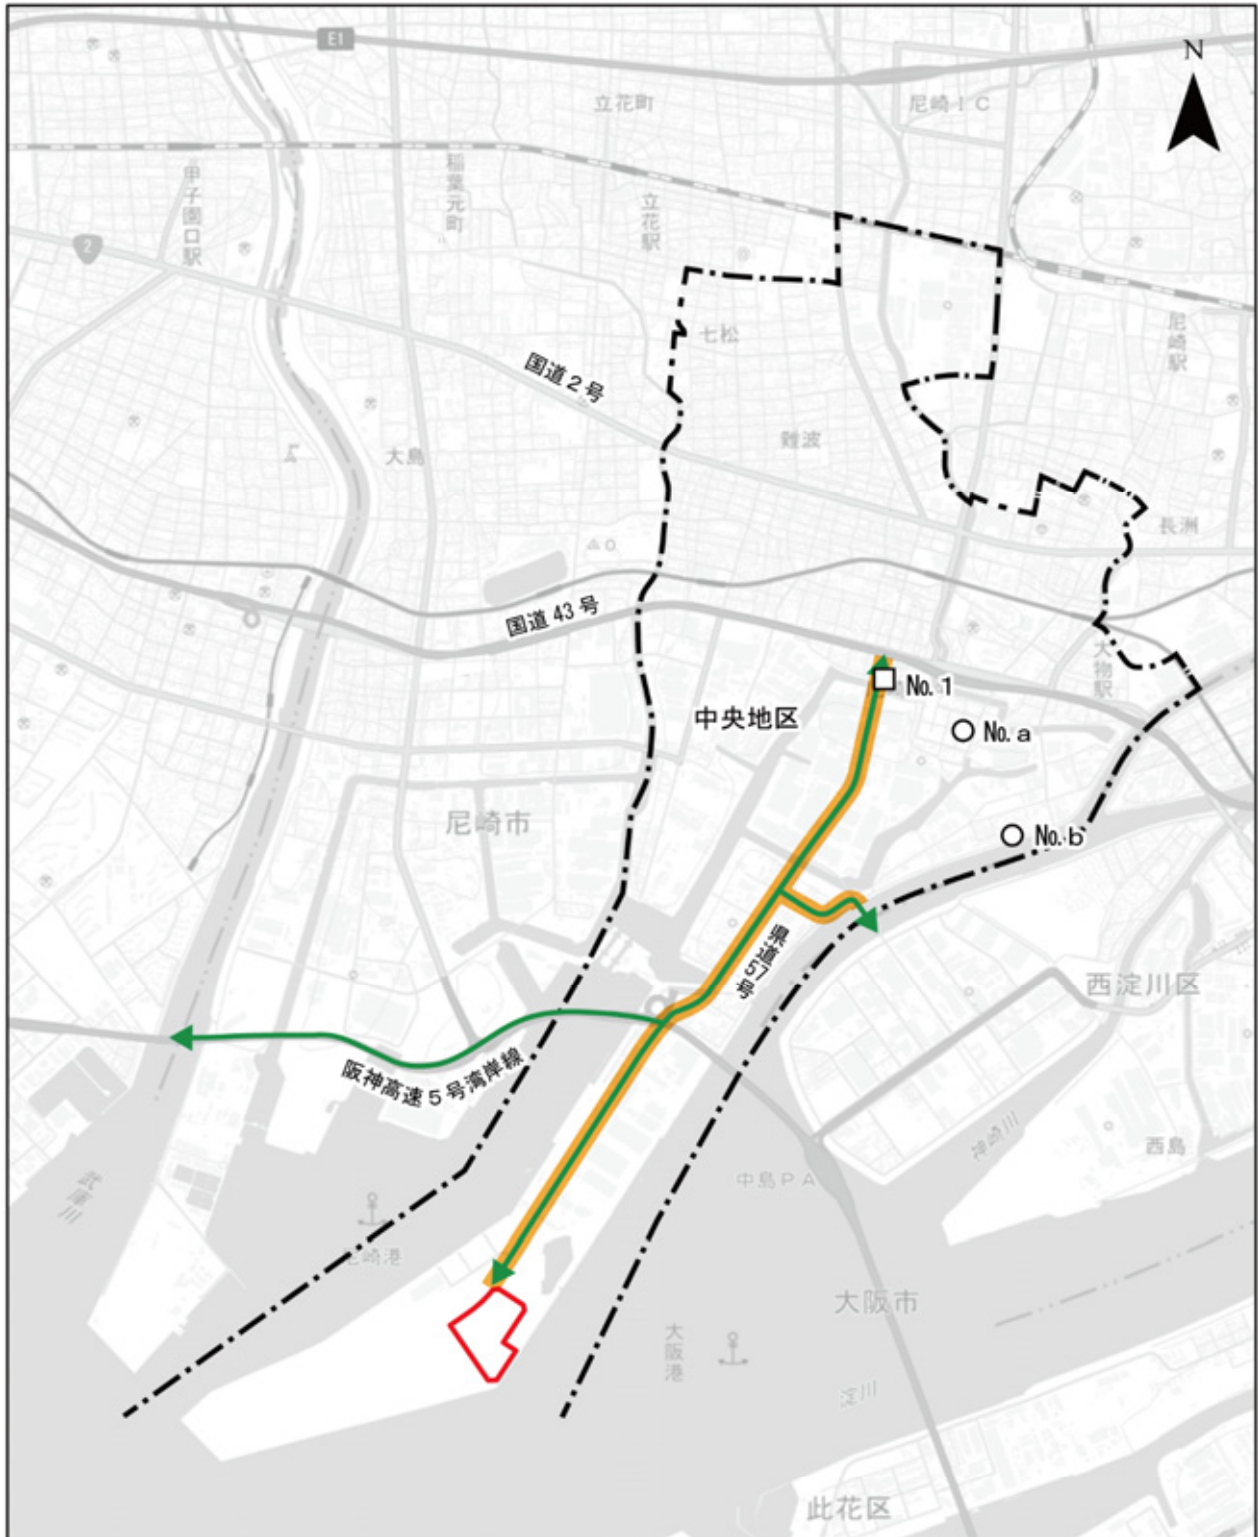 E1
N
立花町
尼崎IC
甲子園口駅
稲葉元町
立花駅
2
七松
尼崎駅
国道2号
難波
大島
長洲
国道43号
大物駅
No.1
中央地区
No.a
尼崎市
No.b
県道57号
西淀川区
阪神高速5号湾岸線
神崎川
西島
中島PA
武庫川
尼崎港
大阪市
大阪港
淀川
此花区